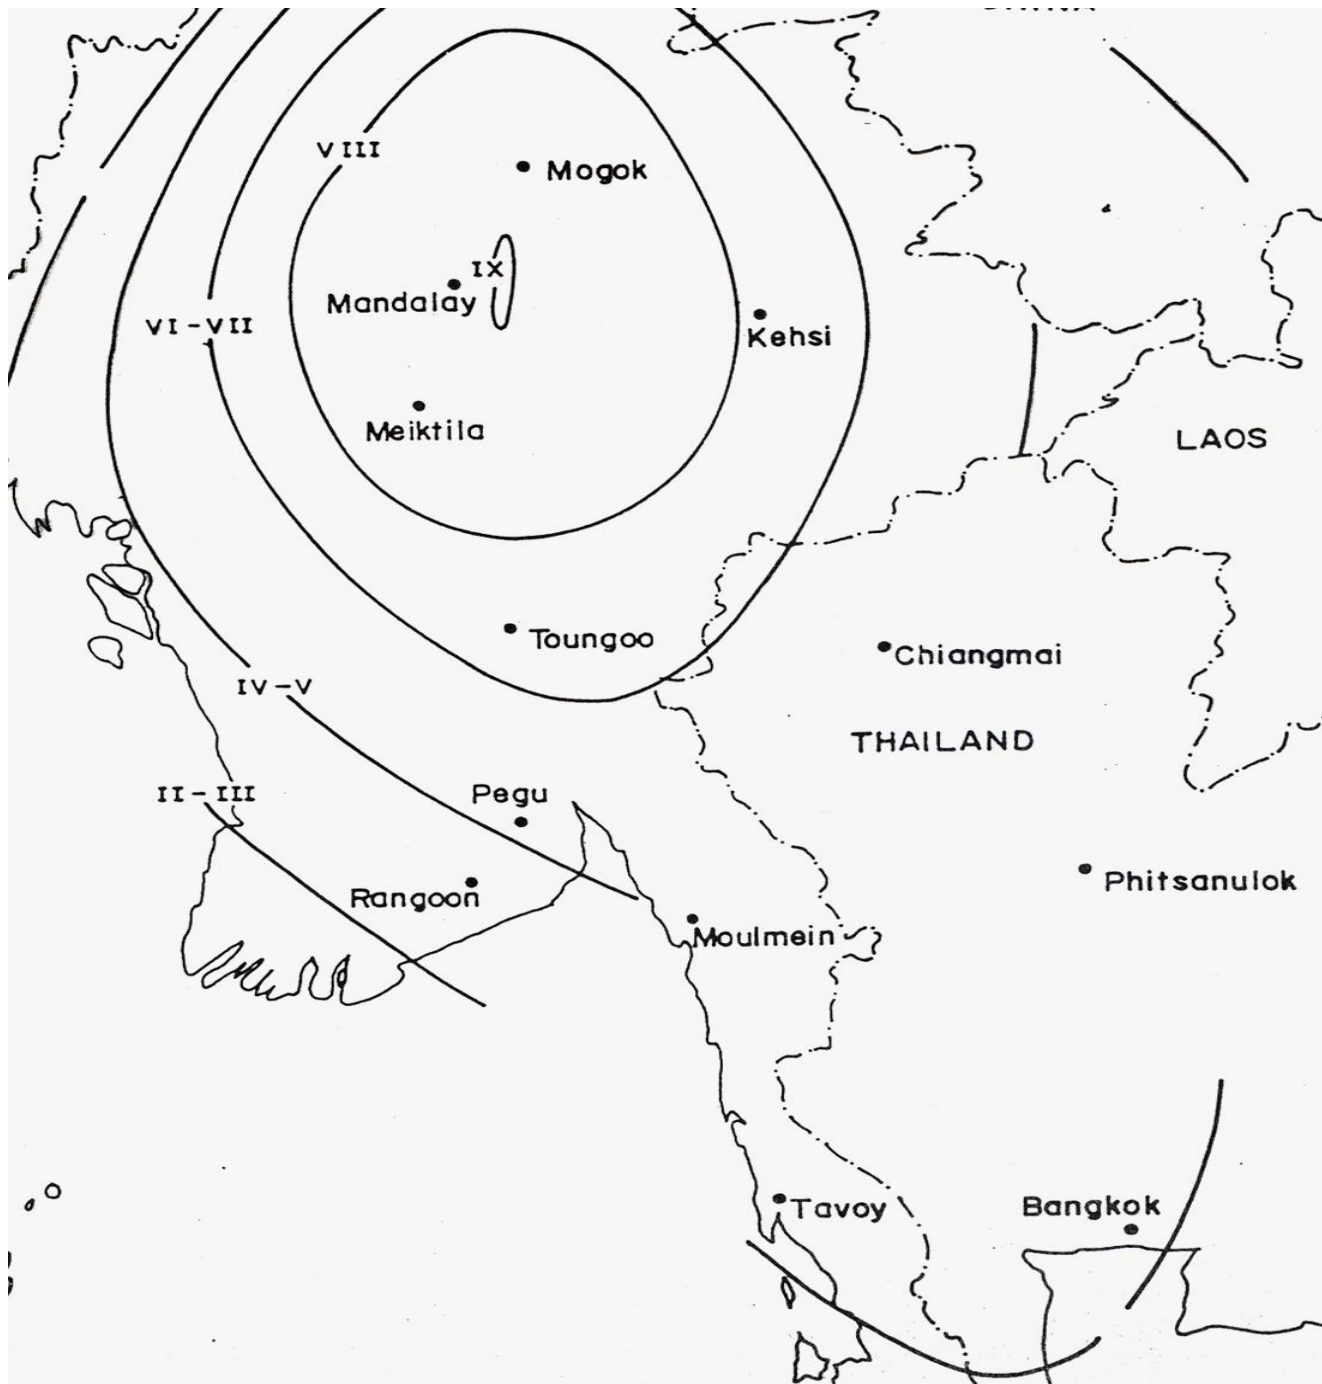 VIII
Mogok
IX
Mandalay
VI-VII
Kehsi
Meiktila
LAOS
Toungoo
Chiangmai
IV-V
THAILAND
II-III
Pegu
Phitsanulok
Rangoon
Moulmein
Tavoy
Bangkok